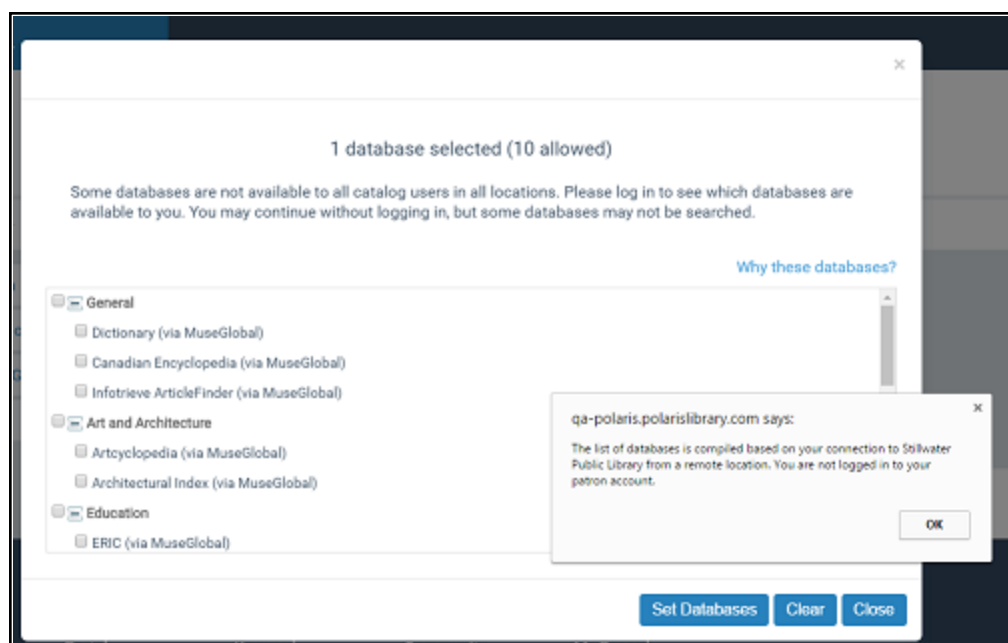 ×
1 database selected (10 allowed)
Some databases are not available to all catalog users in all locations. Please log in to see which databases are
available to you. You may continue without logging in, but some databases may not be searched.
Why these databases?
General
Dictionary (via MuseGlobal)
Canadian Encyclopedia (via MuseGlobal)
Infotrieve ArticleFinder (via MuseGlobal)
Art and Architecture
Artcyclopedia (via MuseGlobal)
Architectural Index (via MuseGlobal)
Education
ERIC (via MuseGlobal)
×
qa-polaris.polarislibrary.com says:
The list of databases is compiled based on your connection to Stillwater
Public Library from a remote location. You are not logged in to your
patron account.
OK
Set Databases Clear Close